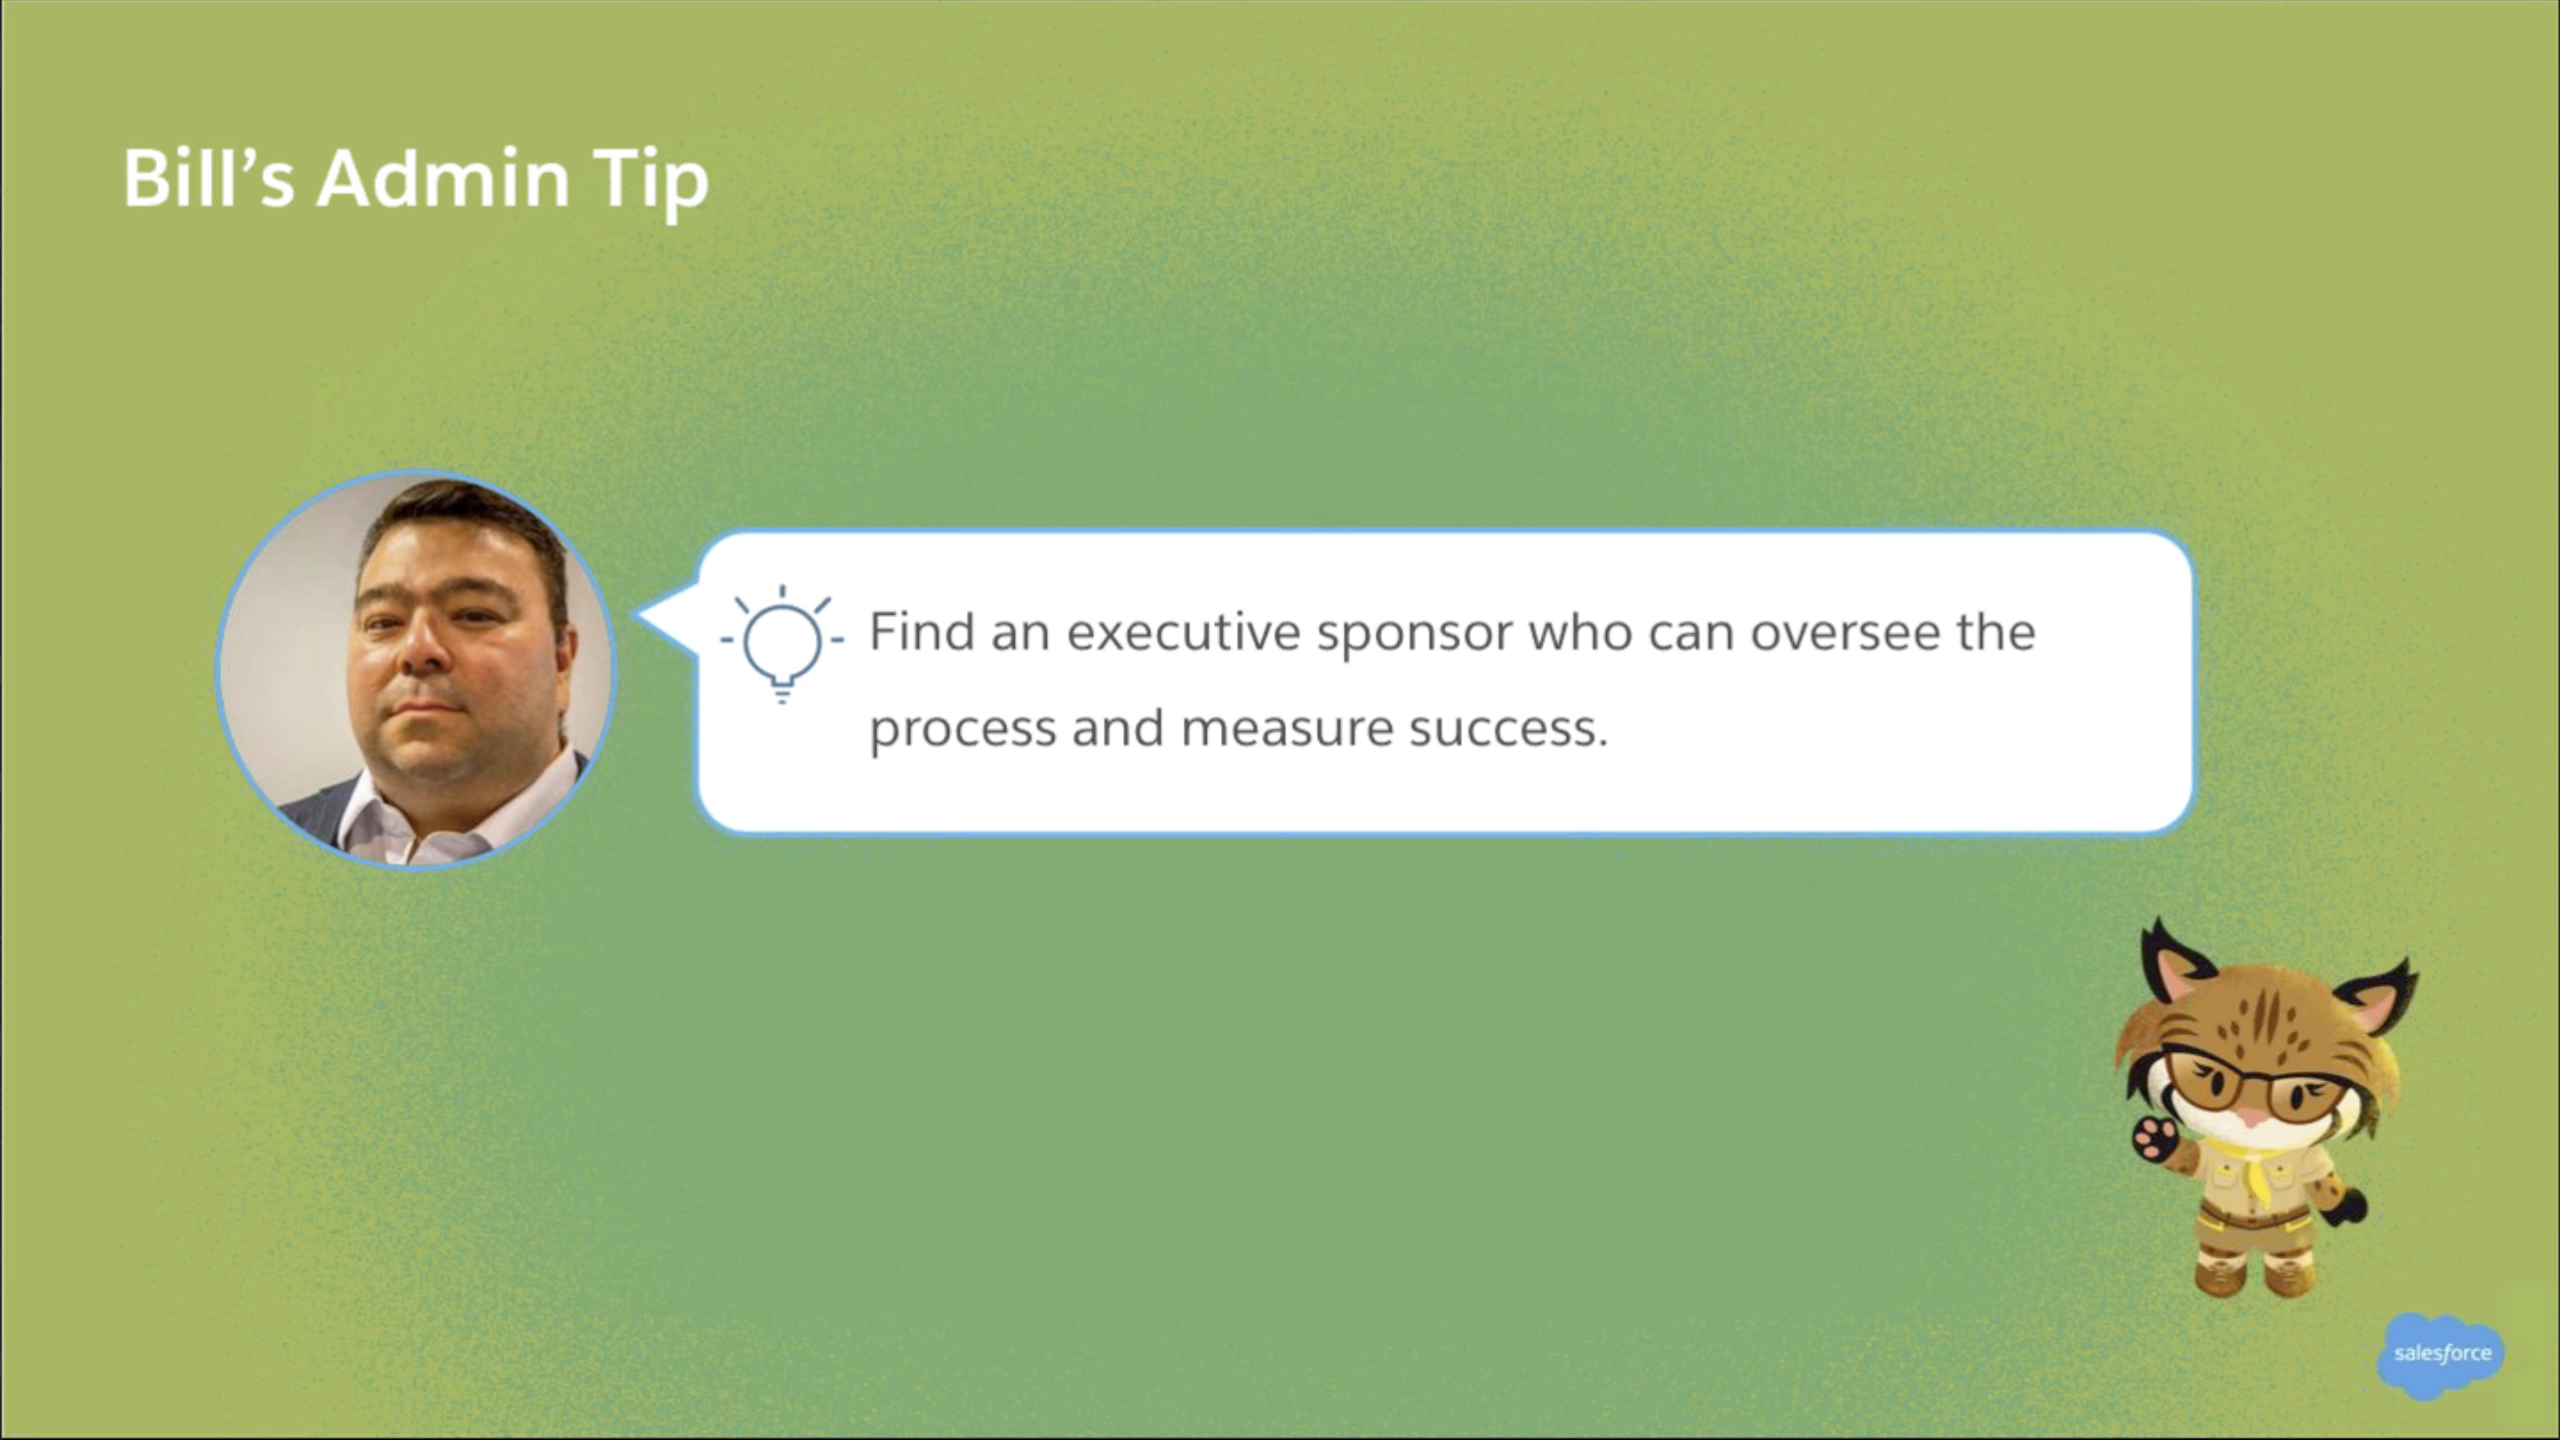 Bill’s Admin Tip
Find an executive sponsor who can oversee the
process and measure success.
salesforce